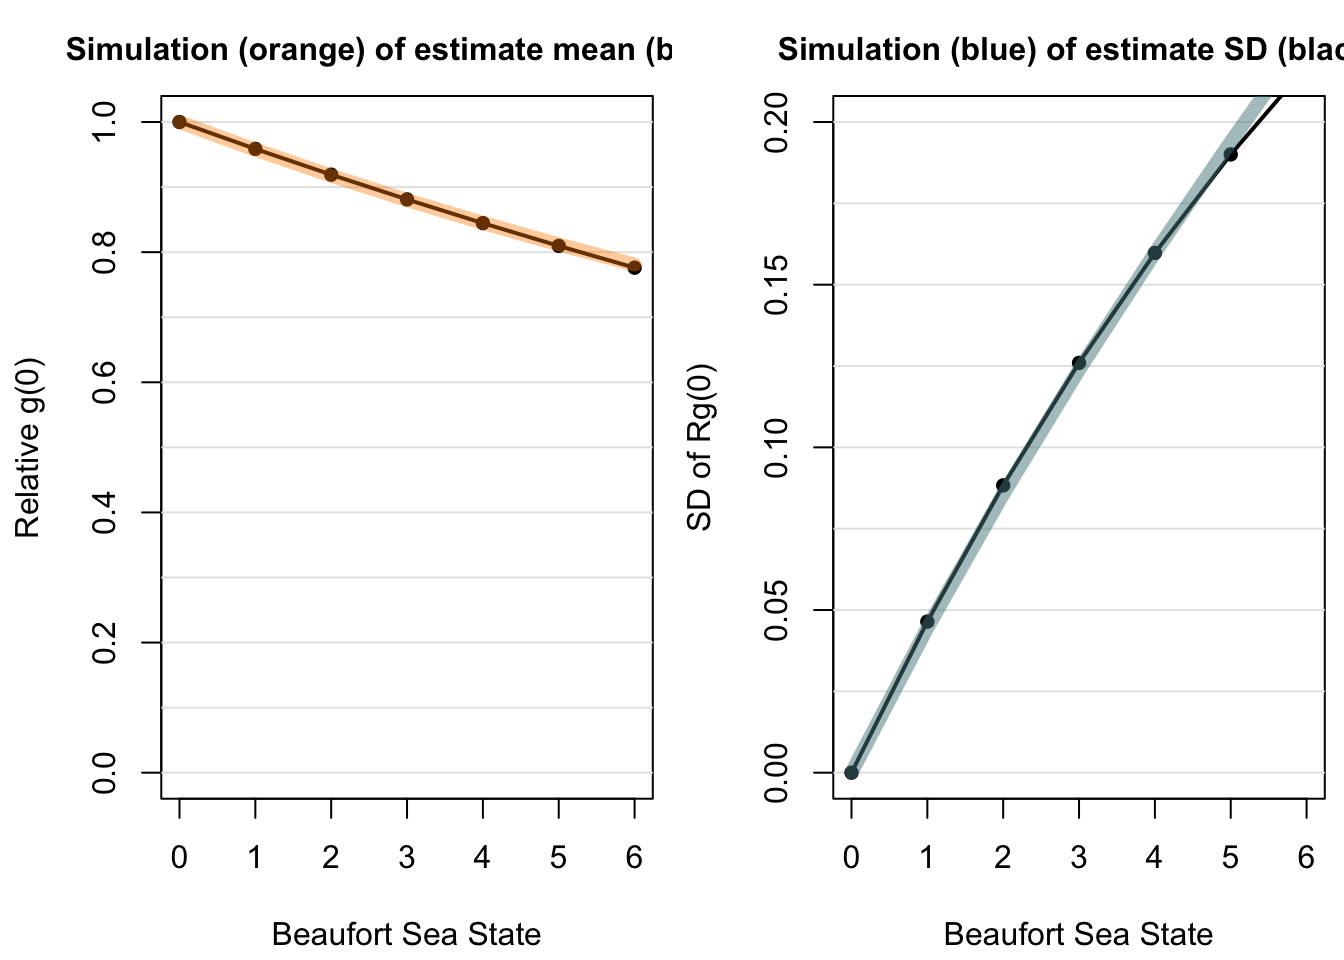 Simulation (orange) of estimate mean (b
Relative g(0)
1.0
0.8
0.6
0.4
0.2
0.0
0 1 2 3 4 5 6
Beaufort Sea State
Simulation (blue) of estimate SD (blac
SD of Rg(0)
0.20
0.15
0.10
0.05
0.00
0 1 2 3 4 5 6
Beaufort Sea State